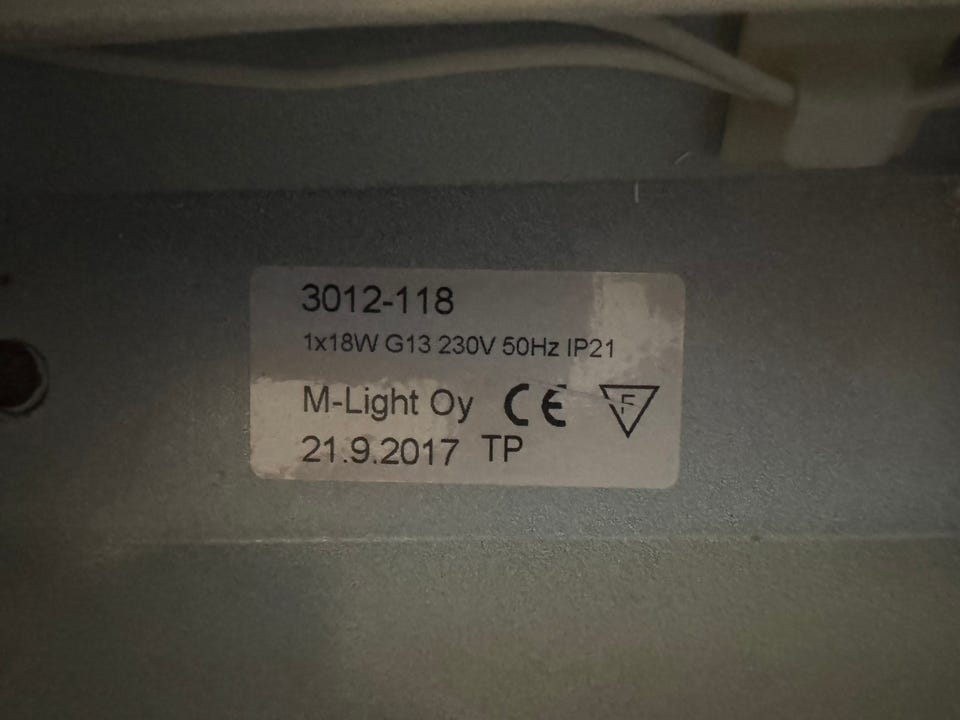 3012-118
1x18W G13 230V 50Hz IP21
M-Light Oy CE F
21.9.2017 TP